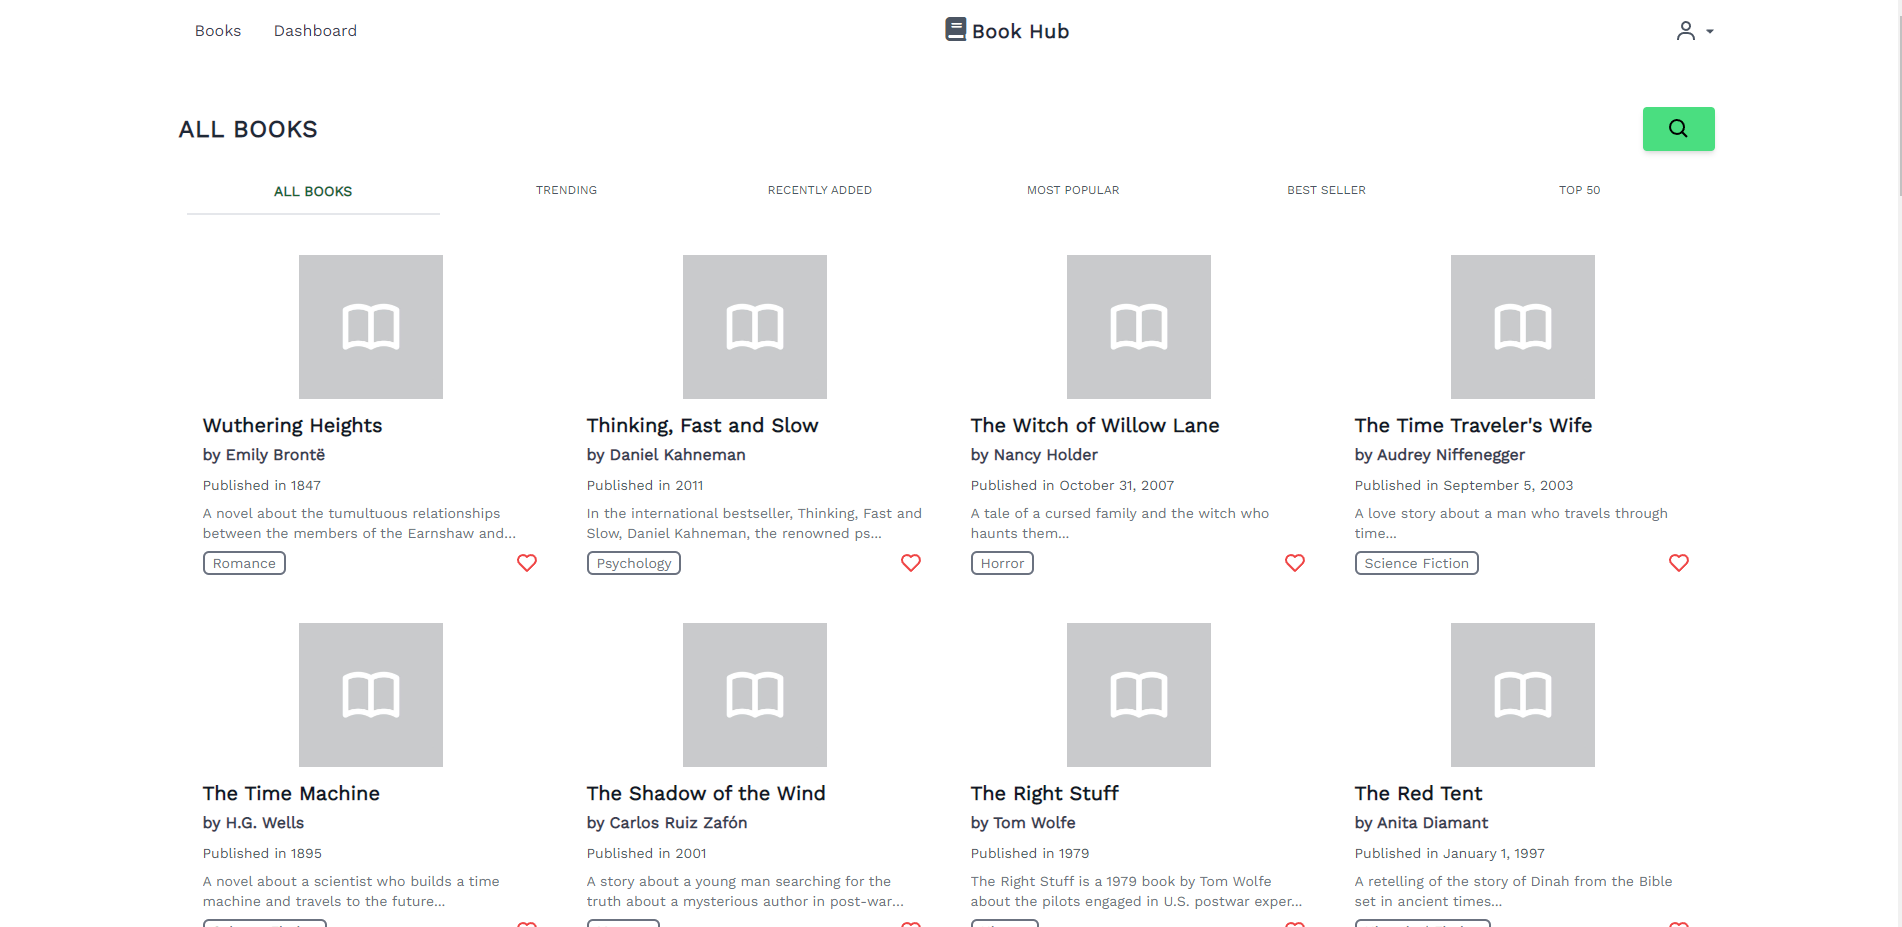 Books Dashboard Book Hub
ALL BOOKS
ALL BOOKS TRENDING RECENTLY ADDED MOST POPULAR BEST SELLER TOP 50
Wuthering Heights
by Emily Brontë
Published in 1847
A novel about the tumultuous relationships
between the members of the Earnshaw and...
Romance
Thinking, Fast and Slow
by Daniel Kahneman
Published in 2011
In the international bestseller, Thinking, Fast and
Slow, Daniel Kahneman, the renowned ps...
Psychology
The Witch of Willow Lane
by Nancy Holder
Published in October 31, 2007
A tale of a cursed family and the witch who
haunts them...
Horror
The Time Traveler's Wife
by Audrey Niffenegger
Published in September 5, 2003
A love story about a man who travels through
time...
Science Fiction
The Time Machine
by H.G. Wells
Published in 1895
A novel about a scientist who builds a time
machine and travels to the future...
The Shadow of the Wind
by Carlos Ruiz Zafón
Published in 2001
A story about a young man searching for the
truth about a mysterious author in post-war...
The Right Stuff
by Tom Wolfe
Published in 1979
The Right Stuff is a 1979 book by Tom Wolfe
about the pilots engaged in U.S. postwar exper...
The Red Tent
by Anita Diamant
Published in January 1, 1997
A retelling of the story of Dinah from the Bible
set in ancient times...